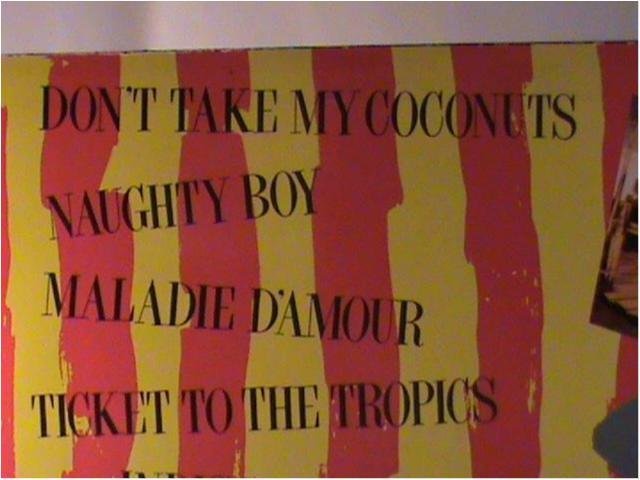 DON'T TAKE MY COCONUTS
NAUGHTY BOY
MALADIE D'AMOUR
TICKET TO THE TROPICS